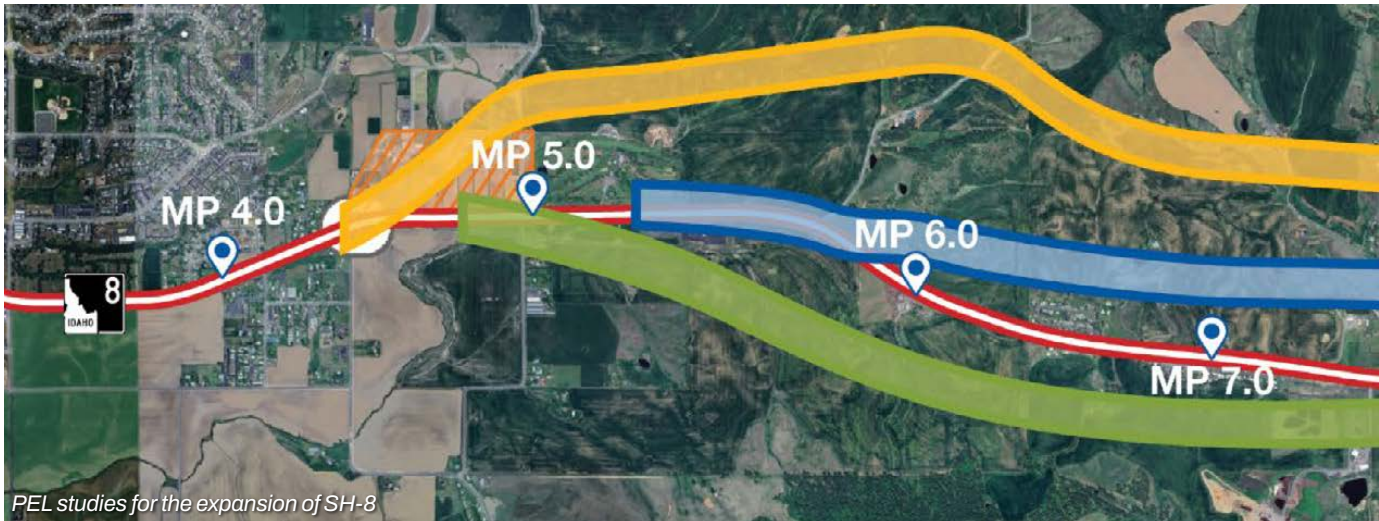 MP 4.0
MP 5.0
MP 6.0
MP 7.0
8
IDAHO
PEL studies for the expansion of SH-8